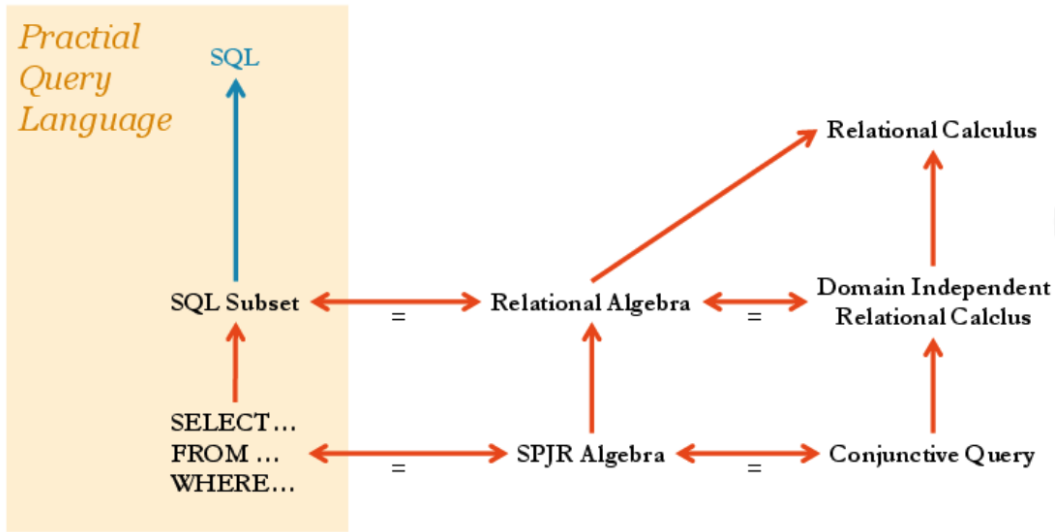 Practial
Query
Language
SQL
Relational Calculus
SQL Subset
=
Relational Algebra
=
Domain Independent
Relational Calclus
SELECT...
FROM ...
WHERE...
=
SPJR Algebra
=
Conjunctive Query